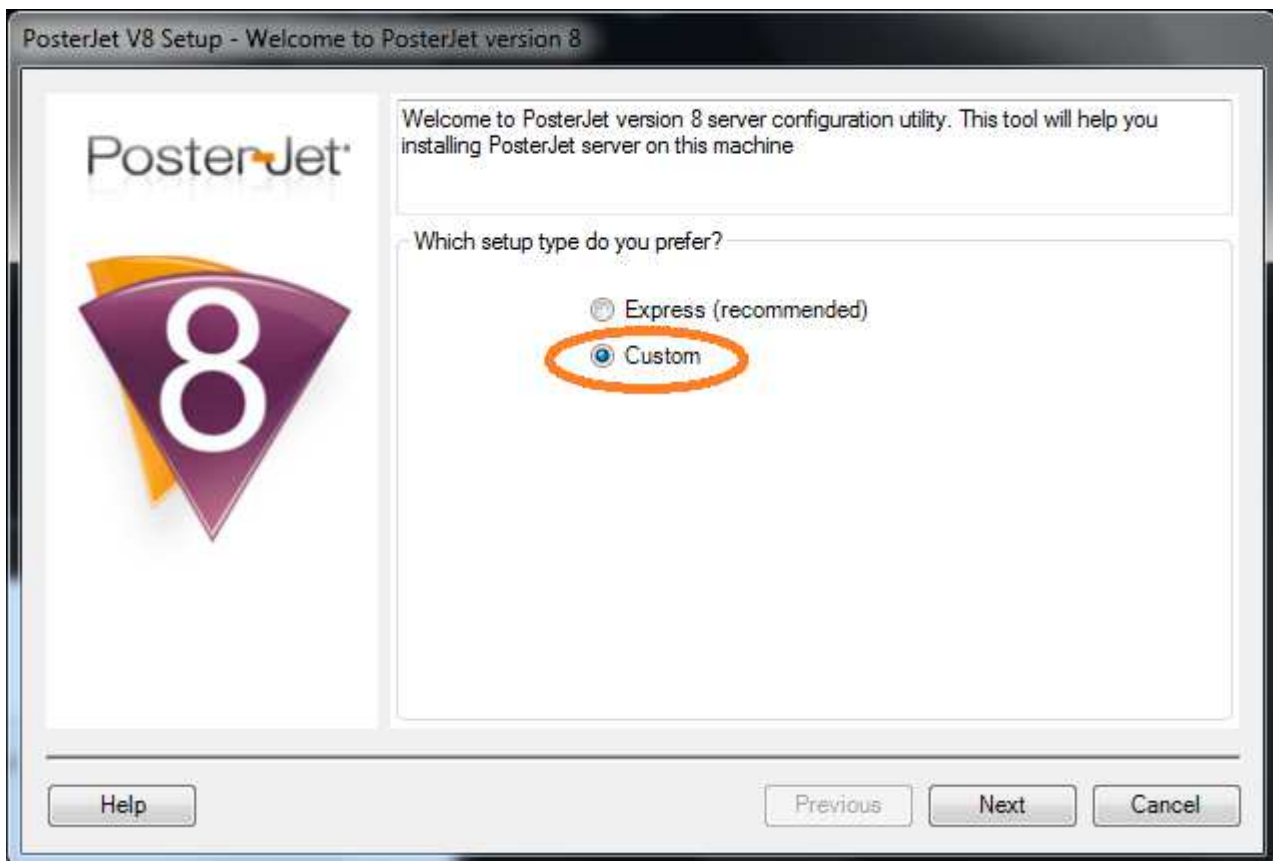 PosterJet V8 Setup - Welcome to PosterJet version 8
PosterJet
8
Welcome to PosterJet version 8 server configuration utility. This tool will help you
installing PosterJet server on this machine
Which setup type do you prefer?
Express (recommended)
Custom
Help
Previous
Next
Cancel